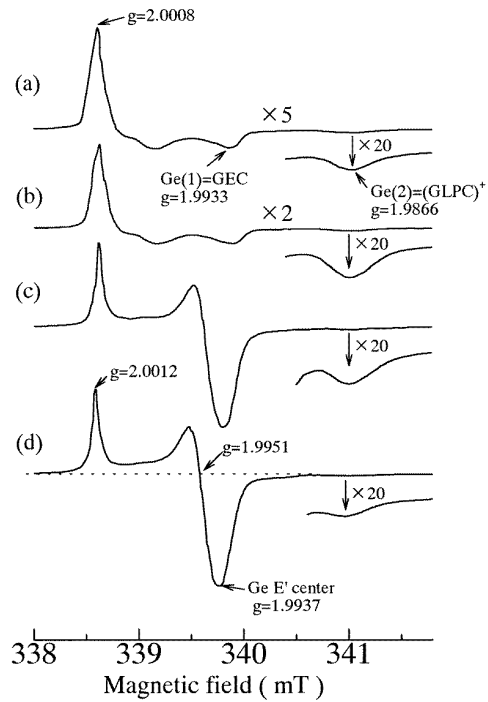 g=2.0008
(a)
×5
×20
Ge(1)=GEC
g=1.9933
Ge(2)=(GLPC)+
g=1.9866
(b)
×2
×20
(c)
×20
g=2.0012
(d)
g=1.9951
×20
Ge E' center
g=1.9937
338 339 340 341
Magnetic field ( mT )